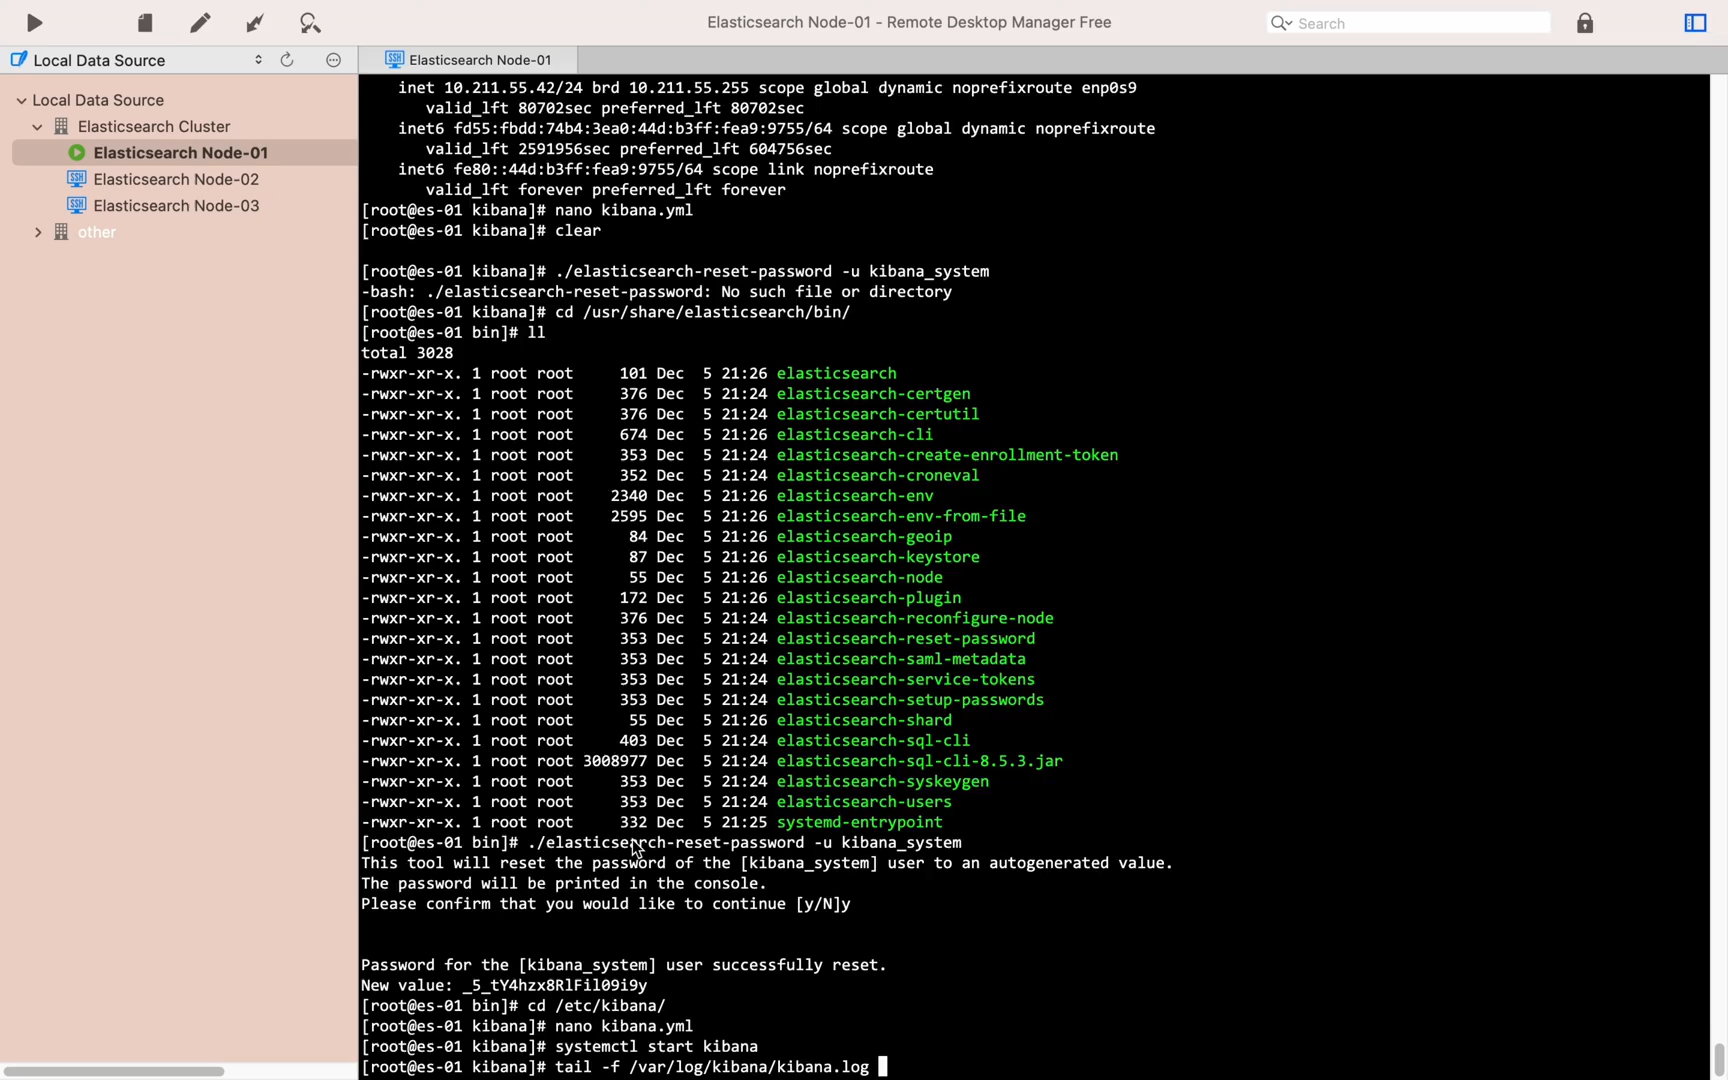 Elasticsearch Node-01 - Remote Desktop Manager Free
Search
Local Data Source
SSH Elasticsearch Node-01
Local Data Source
Elasticsearch Cluster
Elasticsearch Node-01
SSH Elasticsearch Node-02
SSH Elasticsearch Node-03
other
inet 10.211.55.42/24 brd 10.211.55.255 scope global dynamic noprefixroute enp0s9
valid_lft 80702sec preferred_lft 80702sec
inet6 fd55:fbdd:74b4:3ea0:44d:b3ff:fea9:9755/64 scope global dynamic noprefixroute
valid_lft 2591956sec preferred_lft 604756sec
inet6 fe80::44d:b3ff:fea9:9755/64 scope link noprefixroute
valid_lft forever preferred_lft forever
[root@es-01 kibana]# nano kibana.yml
[root@es-01 kibana]# clear
[root@es-01 kibana]# ./elasticsearch-reset-password -u kibana_system
-bash: ./elasticsearch-reset-password: No such file or directory
[root@es-01 kibana]# cd /usr/share/elasticsearch/bin/
[root@es-01 bin]# ll
total 3028
-rwxr-xr-x. 1 root root 101 Dec 5 21:26 elasticsearch
-rwxr-xr-x. 1 root root 376 Dec 5 21:24 elasticsearch-certgen
-rwxr-xr-x. 1 root root 376 Dec 5 21:24 elasticsearch-certutil
-rwxr-xr-x. 1 root root 674 Dec 5 21:26 elasticsearch-cli
-rwxr-xr-x. 1 root root 353 Dec 5 21:24 elasticsearch-create-enrollment-token
-rwxr-xr-x. 1 root root 352 Dec 5 21:24 elasticsearch-croneval
-rwxr-xr-x. 1 root root 2340 Dec 5 21:26 elasticsearch-env
-rwxr-xr-x. 1 root root 2595 Dec 5 21:26 elasticsearch-env-from-file
-rwxr-xr-x. 1 root root 84 Dec 5 21:26 elasticsearch-geoip
-rwxr-xr-x. 1 root root 87 Dec 5 21:26 elasticsearch-keystore
-rwxr-xr-x. 1 root root 55 Dec 5 21:26 elasticsearch-node
-rwxr-xr-x. 1 root root 172 Dec 5 21:26 elasticsearch-plugin
-rwxr-xr-x. 1 root root 376 Dec 5 21:24 elasticsearch-reconfigure-node
-rwxr-xr-x. 1 root root 353 Dec 5 21:24 elasticsearch-reset-password
-rwxr-xr-x. 1 root root 353 Dec 5 21:24 elasticsearch-saml-metadata
-rwxr-xr-x. 1 root root 353 Dec 5 21:24 elasticsearch-service-tokens
-rwxr-xr-x. 1 root root 353 Dec 5 21:24 elasticsearch-setup-passwords
-rwxr-xr-x. 1 root root 55 Dec 5 21:26 elasticsearch-shard
-rwxr-xr-x. 1 root root 403 Dec 5 21:24 elasticsearch-sql-cli
-rwxr-xr-x. 1 root root 3008977 Dec 5 21:24 elasticsearch-sql-cli-8.5.3.jar
-rwxr-xr-x. 1 root root 353 Dec 5 21:24 elasticsearch-syskeygen
-rwxr-xr-x. 1 root root 353 Dec 5 21:24 elasticsearch-users
-rwxr-xr-x. 1 root root 332 Dec 5 21:25 systemd-entrypoint
[root@es-01 bin]# ./elasticsearch-reset-password -u kibana_system
This tool will reset the password of the [kibana_system] user to an autogenerated value.
The password will be printed in the console.
Please confirm that you would like to continue [y/N]y
Password for the [kibana_system] user successfully reset.
New value: _5_tY4hzx8RlFil09i9y
[root@es-01 bin]# cd /etc/kibana/
[root@es-01 kibana]# nano kibana.yml
[root@es-01 kibana]# systemctl start kibana
[root@es-01 kibana]# tail -f /var/log/kibana/kibana.log